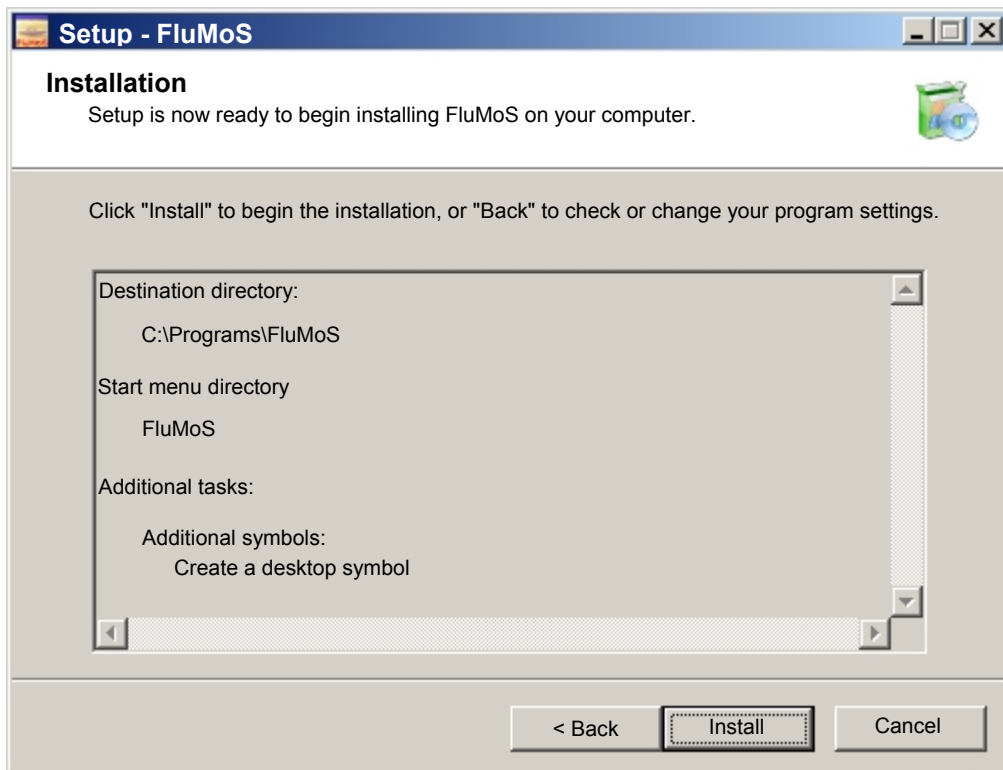 Setup - FluMoS
Installation
Setup is now ready to begin installing FluMoS on your computer.
Click "Install" to begin the installation, or "Back" to check or change your program settings.
Destination directory:
C:\Programs\FluMoS
Start menu directory
FluMoS
Additional tasks:
Additional symbols:
Create a desktop symbol
< Back
Install
Cancel